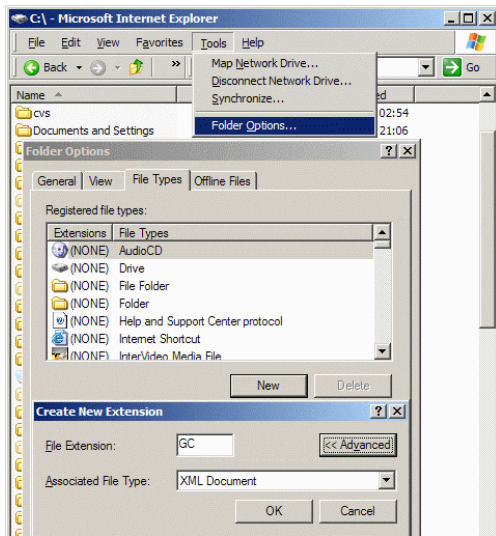 C:\ - Microsoft Internet Explorer
File Edit View Favorites Tools Help
Back » Go
Map Network Drive...
Disconnect Network Drive...
Synchronize...
Folder Options...
Name ed
cvs 02:54
Documents and Settings 21:06
Folder Options
General View File Types Offline Files
Registered file types:
Extensions File Types
(NONE) AudioCD
(NONE) Drive
(NONE) File Folder
(NONE) Folder
(NONE) Help and Support Center protocol
(NONE) Internet Shortcut
(NONE) InterVideo Media File
New Delete
Create New Extension
File Extension: GC << Advanced
Associated File Type: XML Document
OK Cancel